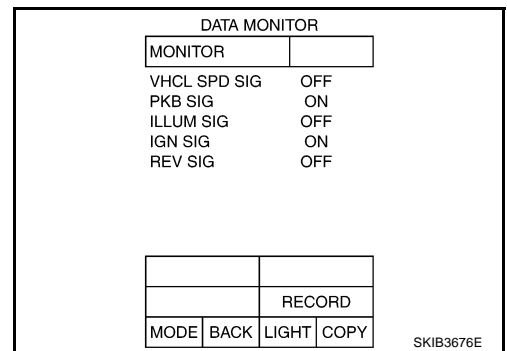 DATA MONITOR
MONITOR
VHCL SPD SIG OFF
PKB SIG ON
ILLUM SIG OFF
IGN SIG ON
REV SIG OFF
RECORD
MODE BACK LIGHT COPY
SKIB3676E